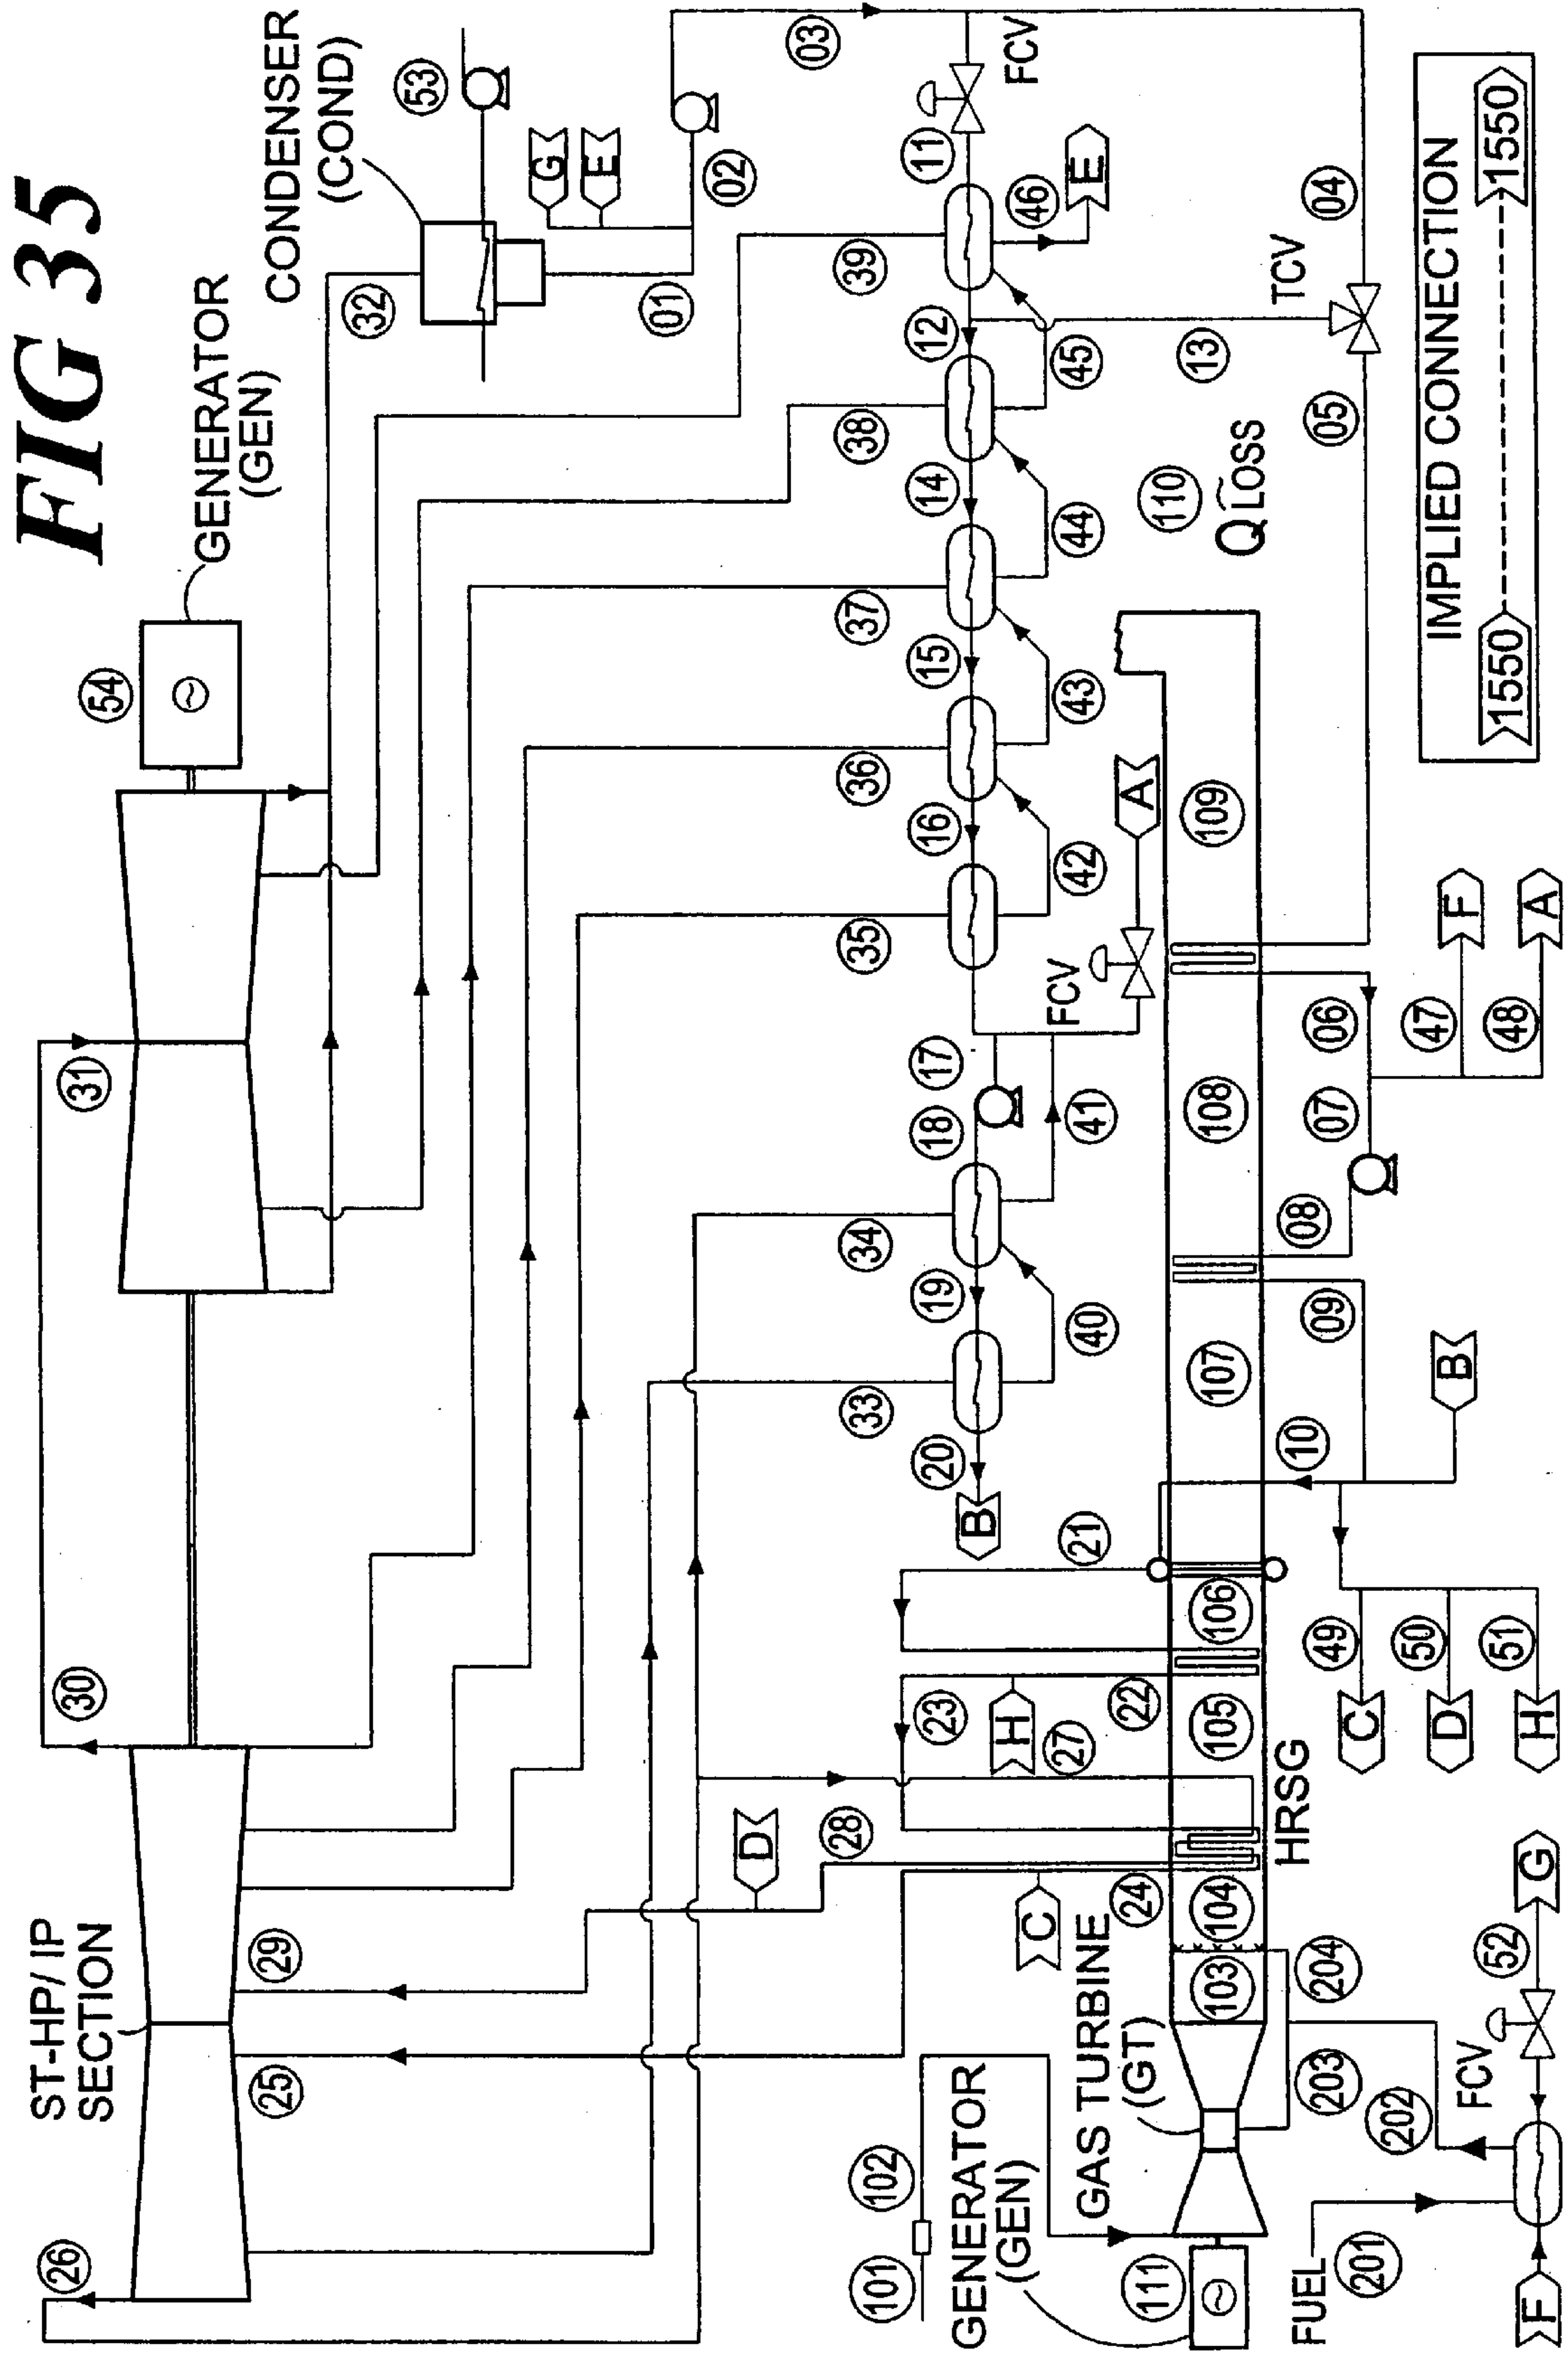 FIG 35
ST-HP/IP
SECTION
GENERATOR
(GEN)
CONDENSER
(COND)
26
30
31
54
25
29
32
53
G
E
01
02
03
FCV
11
39
46
E
12
38
45
13
TCV
04
05
14
37
44
15
36
43
16
35
42
17
FCV
A
18
34
41
19
33
40
20
B
110
Q LOSS
IMPLIED CONNECTION
1550
1550
D
28
27
H
23
22
21
C
24
101
102
GENERATOR
(GEN)
GAS TURBINE
(GT)
111
103
104
105
106
107
108
109
HRSG
10
09
08
07
06
B
47
F
48
A
49
C
50
D
51
H
FUEL
201
202
203
204
F
FCV
52
G